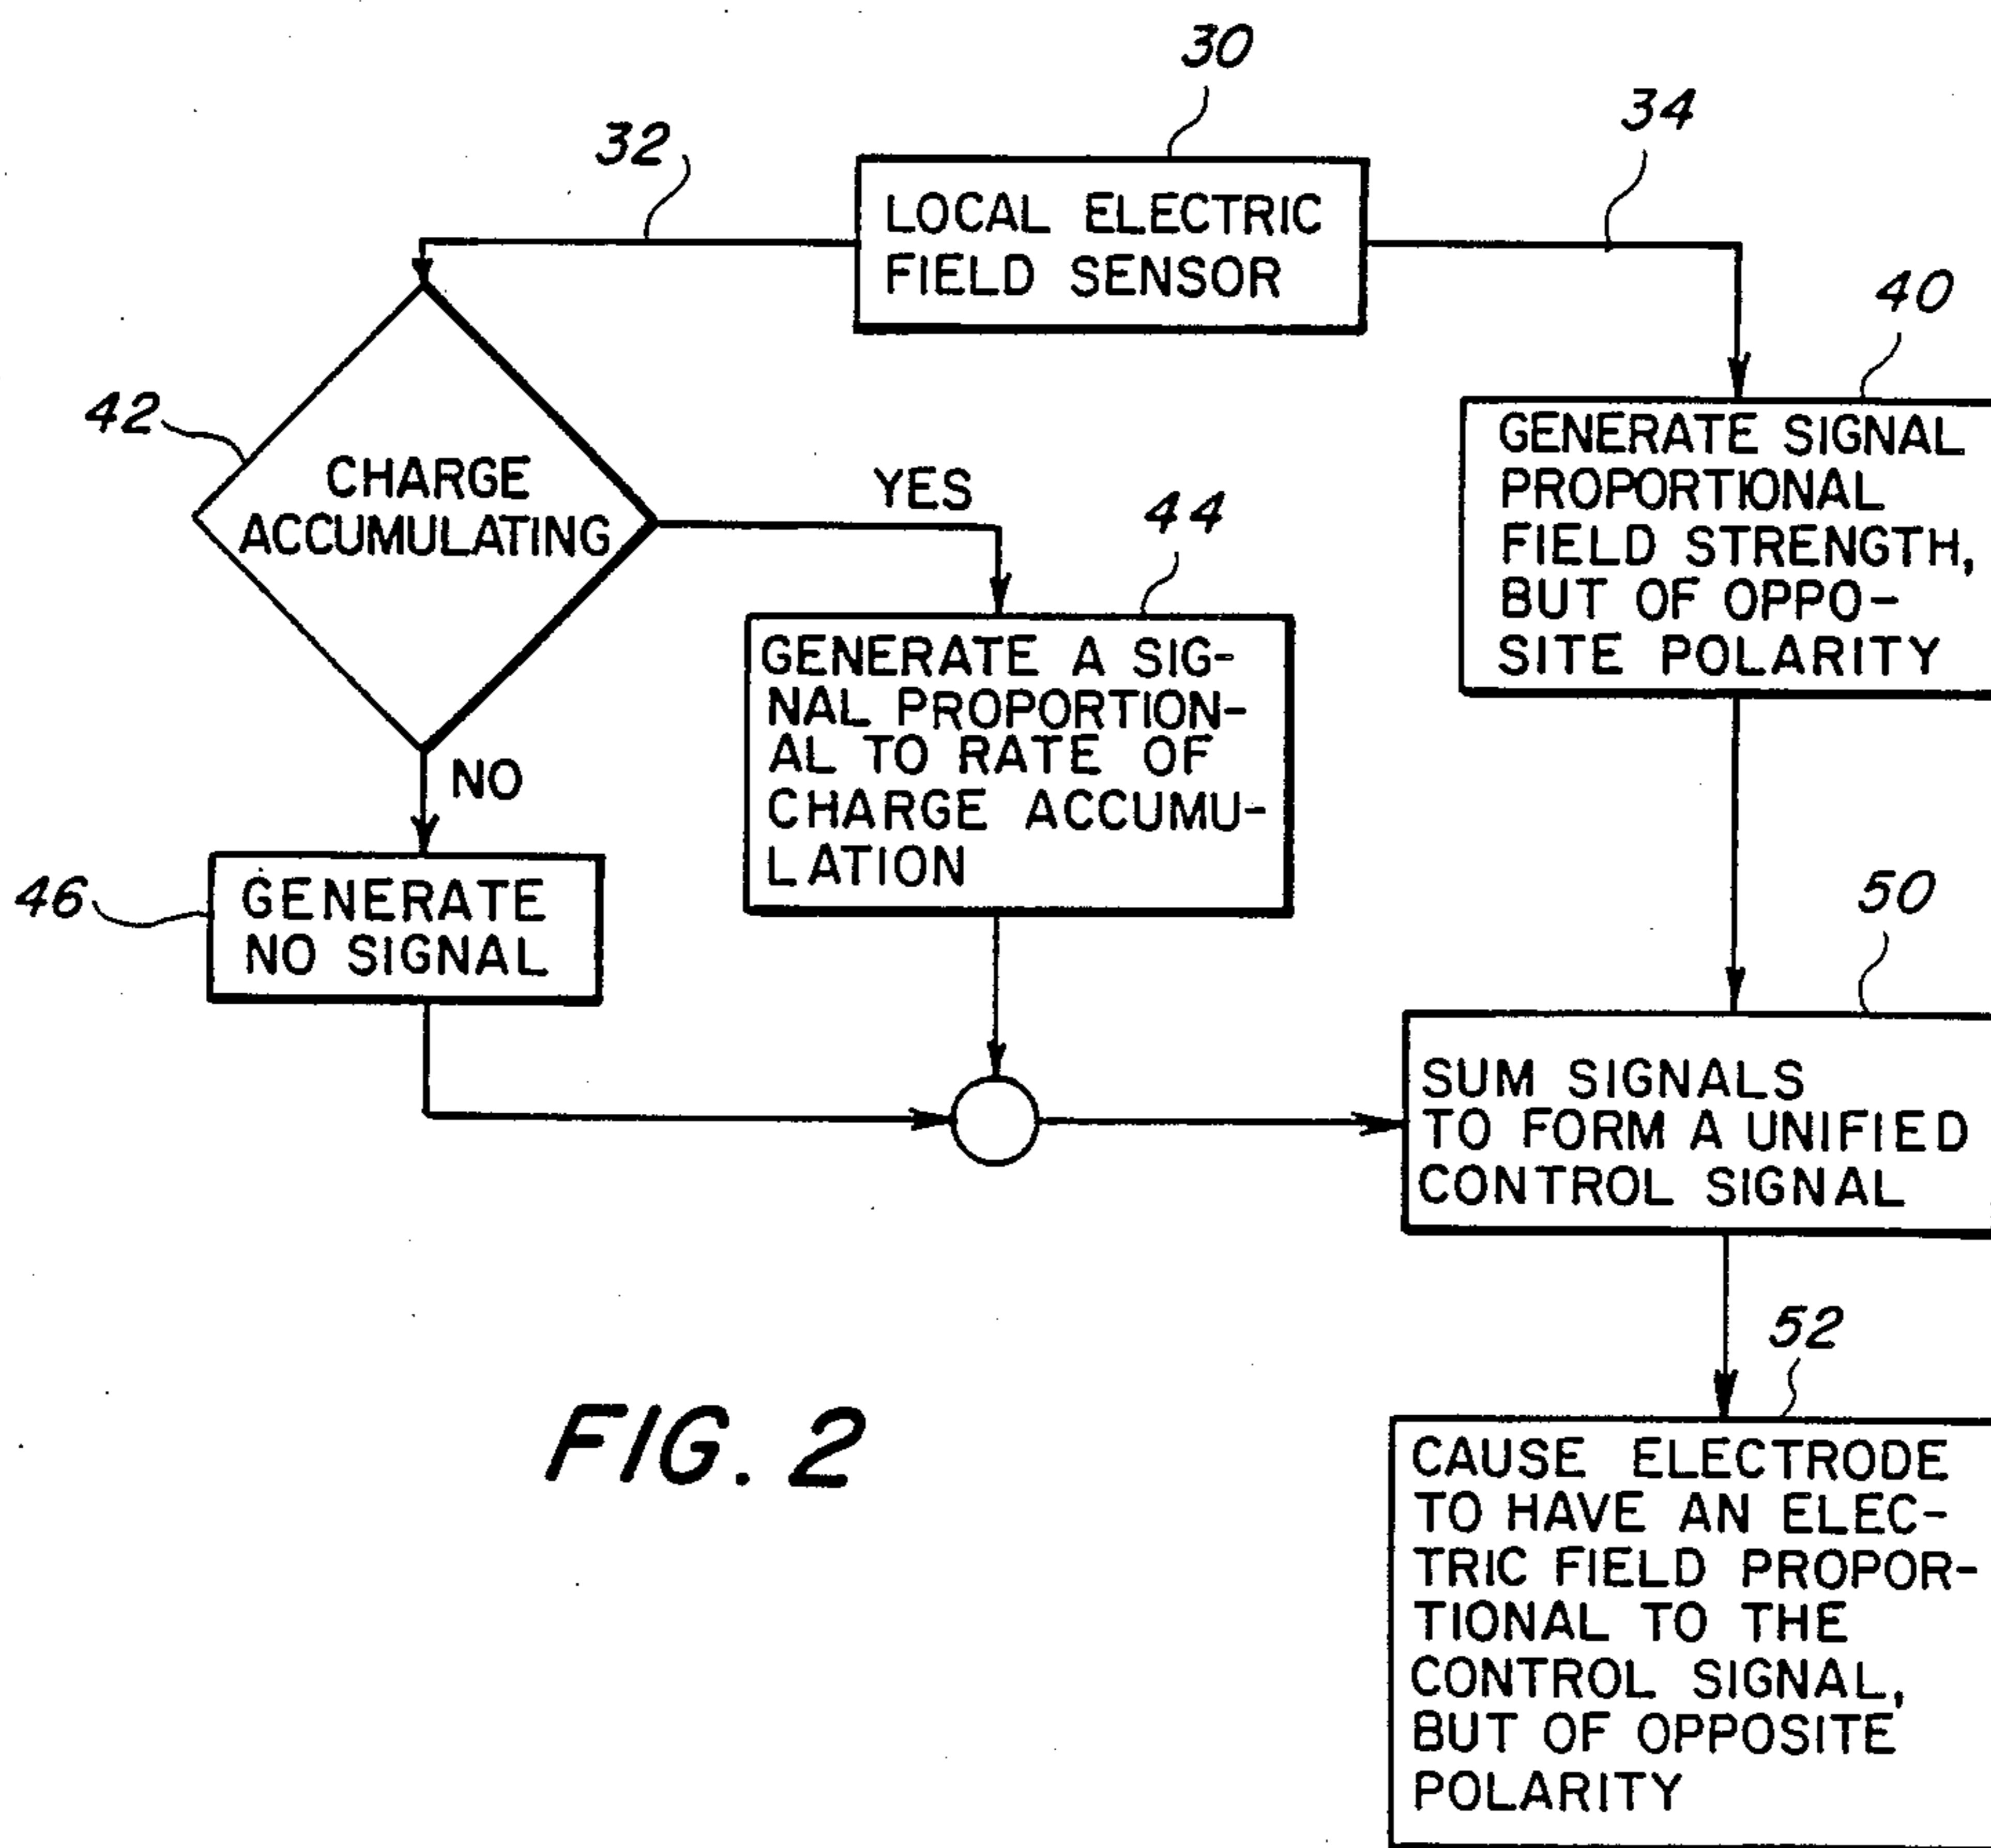 30
34
32
LOCAL ELECTRIC
FIELD SENSOR
40
42
GENERATE SIGNAL
PROPORTIONAL
FIELD STRENGTH,
BUT OF OPPO-
SITE POLARITY
CHARGE
ACCUMULATING
YES
44
GENERATE A SIG-
NAL PROPORTION-
AL TO RATE OF
CHARGE ACCUMU-
LATION
NO
46
GENERATE
NO SIGNAL
50
SUM SIGNALS
TO FORM A UNIFIED
CONTROL SIGNAL
52
CAUSE ELECTRODE
TO HAVE AN ELEC-
TRIC FIELD PROPOR-
TIONAL TO THE
CONTROL SIGNAL,
BUT OF OPPOSITE
POLARITY
FIG. 2